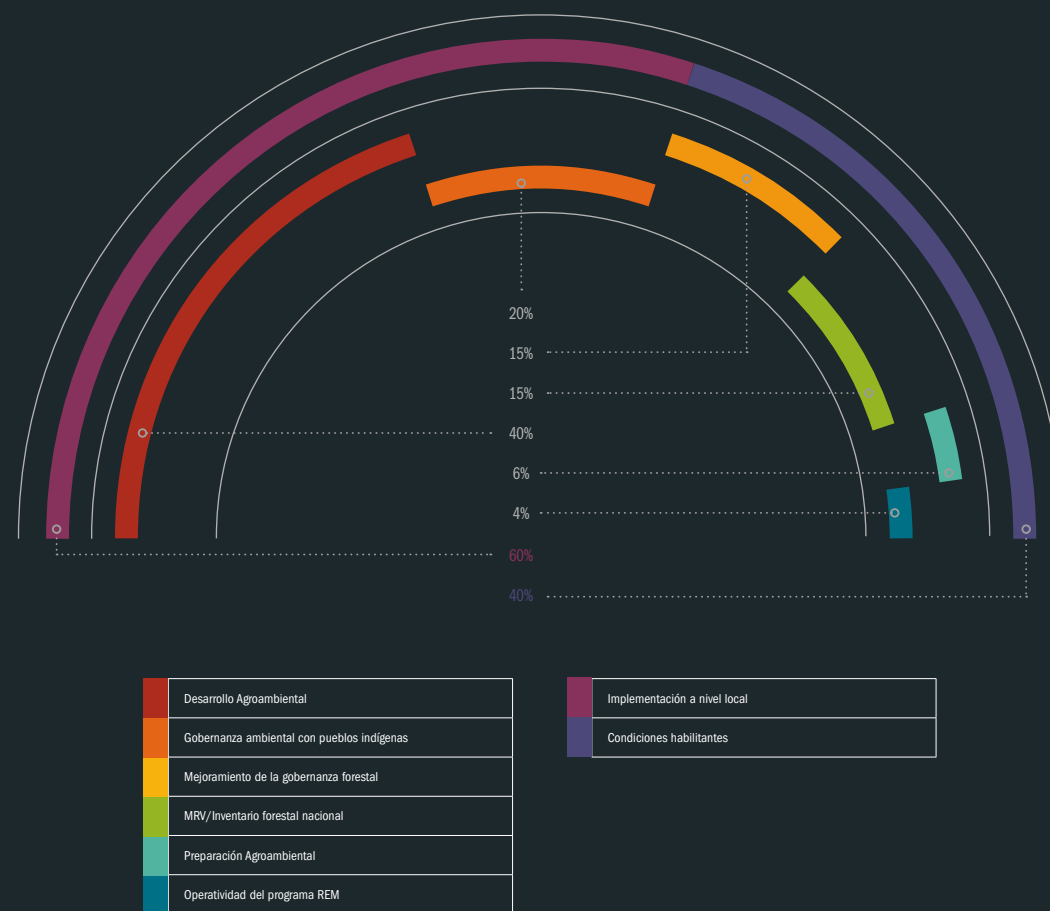 20%
15%
15%
40%
6%
4%
60%
40%
Desarrollo Agroambiental
Gobernanza ambiental con pueblos indígenas
Mejoramiento de la gobernanza forestal
MRV/Inventario forestal nacional
Preparación Agroambiental
Operatividad del programa REM
Implementación a nivel local
Condiciones habilitantes